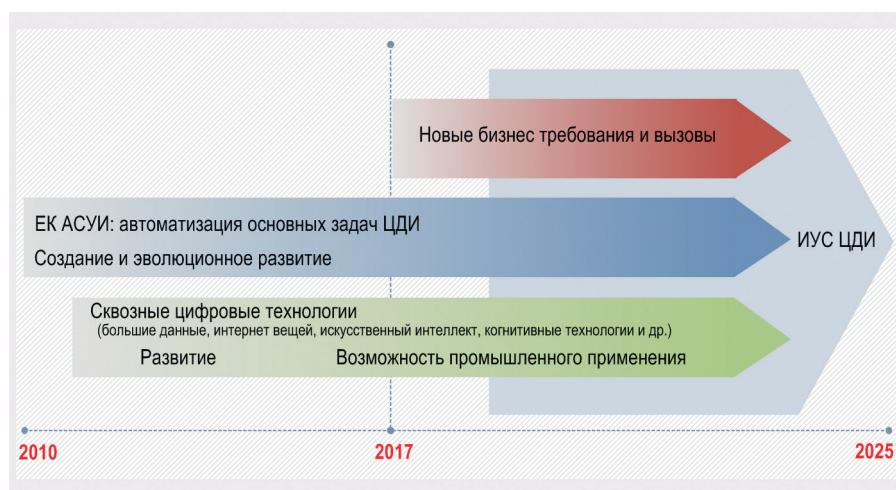 Новые бизнес требования и вызовы
ЕК АСУИ: автоматизация основных задач ЦДИ
Создание и эволюционное развитие
ИУС ЦДИ
Сквозные цифровые технологии
(большие данные, интернет вещей, искусственный интеллект, когнитивные технологии и др.)
Развитие Возможность промышленного применения
2010 2017 2025